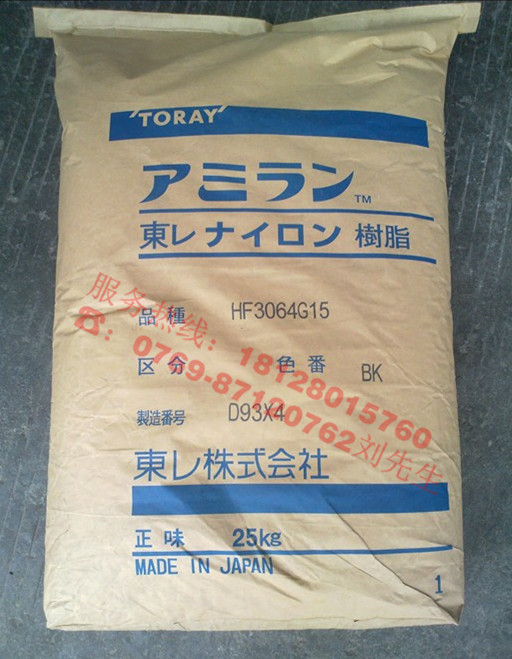 TORAY
アミラン™
東レ ナイロン 樹脂
品種 HF3064G15
区分 色番 BK
製造番号 D93X4
東レ株式会社
正味 25kg
MADE IN JAPAN
1
服务热线：18128015760
☎：0769-87190762刘先生